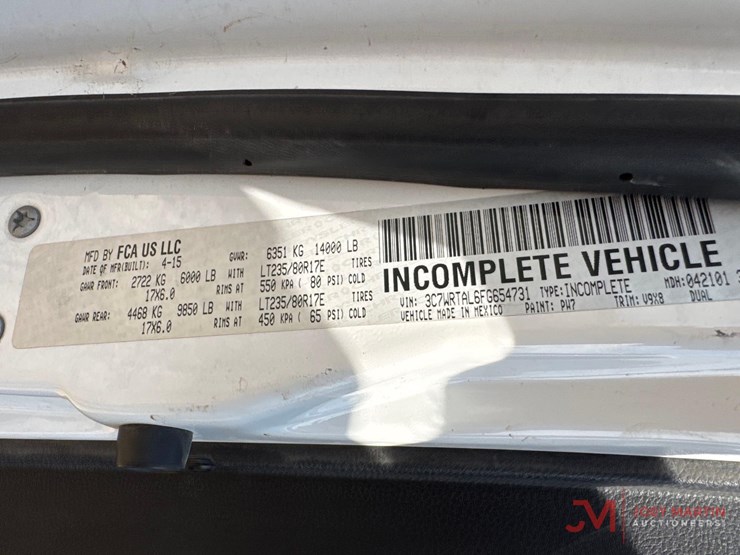 MFD BY FCA US LLC
DATE OF MFR(BUILT): 4-15 GVWR: 6351 KG 14000 LB
GAWR FRONT: 2722 KG 6000 LB WITH LT235/80R17E TIRES
17X6.0 RIMS AT 550 KPA ( 80 PSI) COLD
GAWR REAR: 4468 KG 9850 LB WITH LT235/80R17E TIRES
17X6.0 RIMS AT 450 KPA ( 65 PSI) COLD
INCOMPLETE VEHICLE
VIN: 3C7WRTAL6FG654731 TYPE: INCOMPLETE MDH: 042101
VEHICLE MADE IN MEXICO PAINT: PW7 TRIM: V9X8 DUAL
JM
JEFF MARTIN
AUCTIONEERS